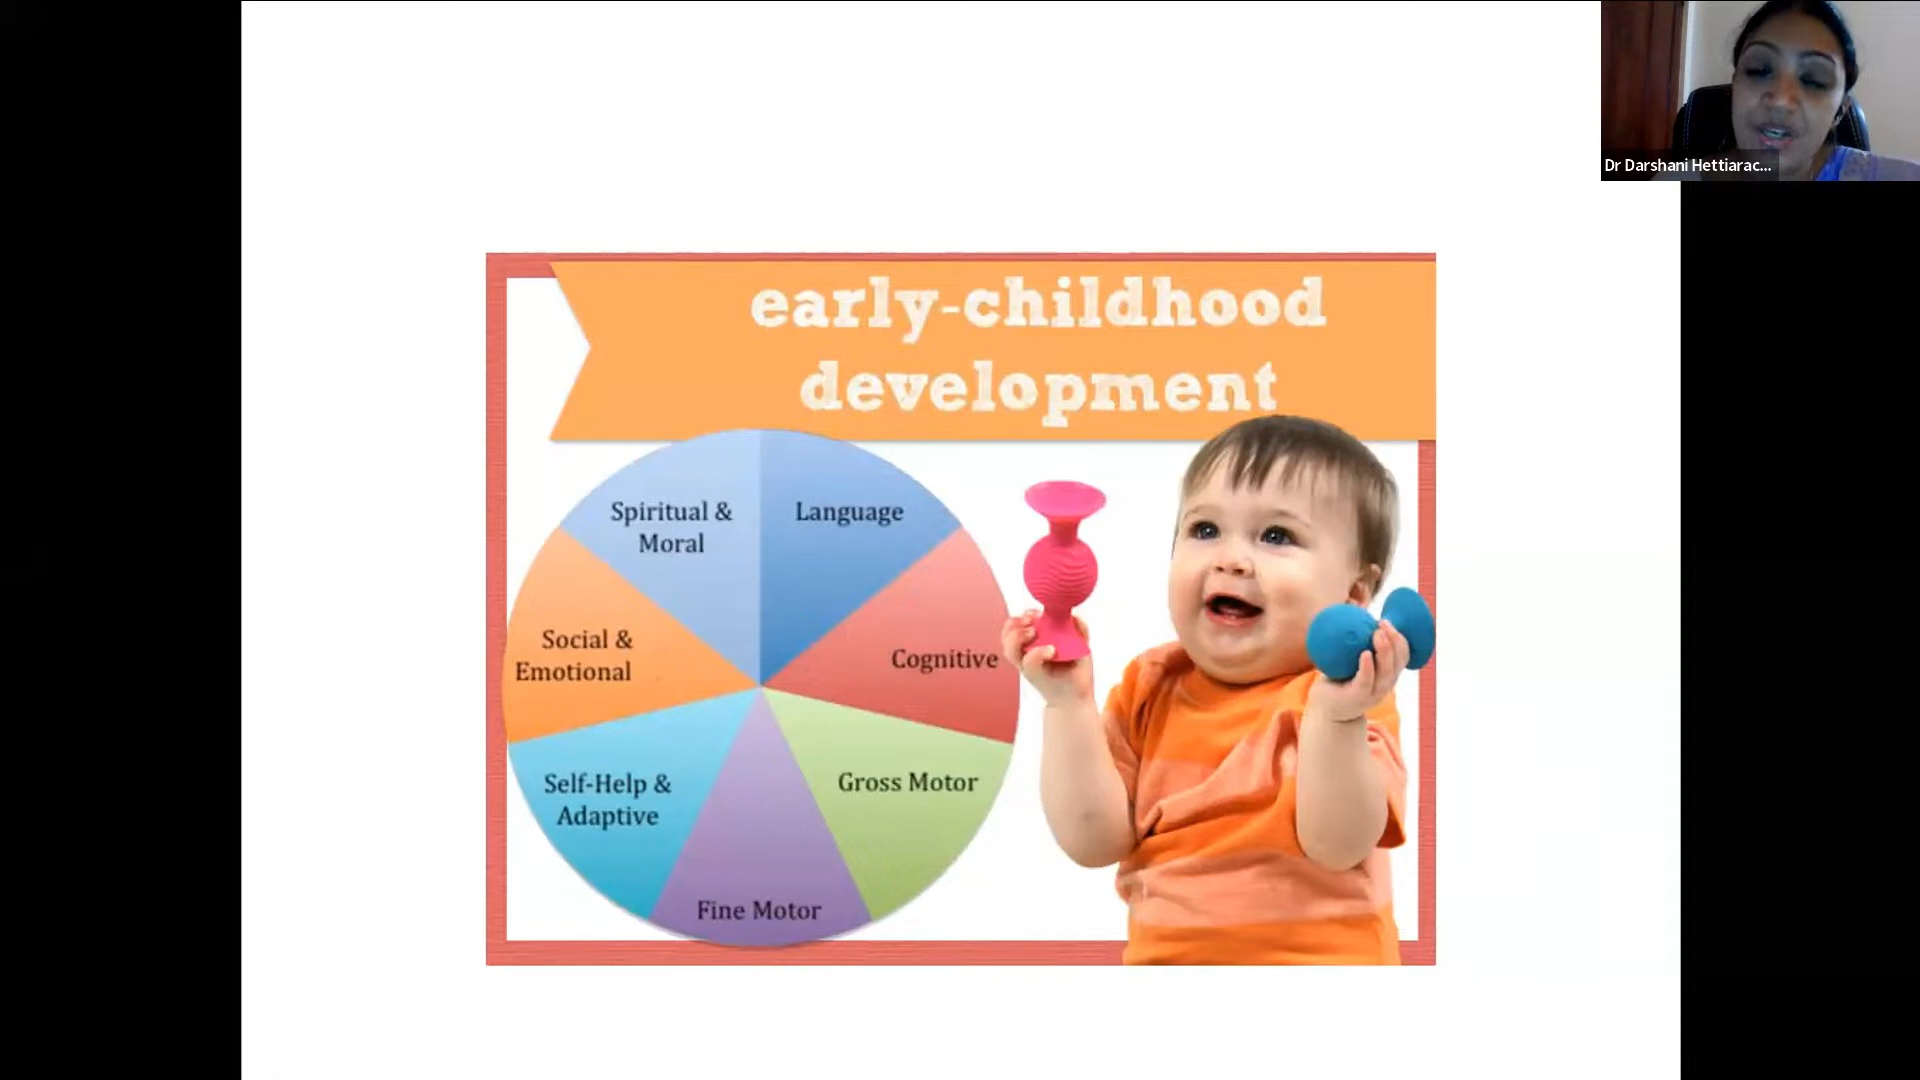 Dr Darshani Hettiarac...
early-childhood
development
Spiritual &
Moral
Language
Social &
Emotional
Cognitive
Self-Help &
Adaptive
Gross Motor
Fine Motor